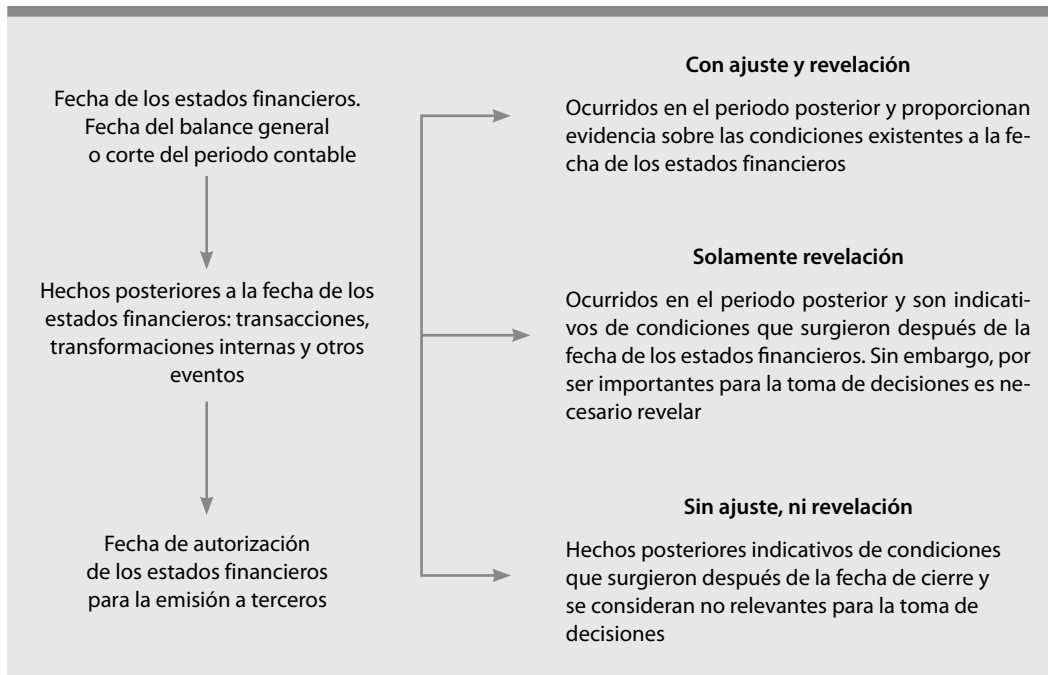 Fecha de los estados financieros.
Fecha del balance general
o corte del periodo contable
Hechos posteriores a la fecha de los
estados financieros: transacciones,
transformaciones internas y otros
eventos
Fecha de autorización
de los estados financieros
para la emisión a terceros
Con ajuste y revelación
Ocurridos en el periodo posterior y proporcionan
evidencia sobre las condiciones existentes a la fe-
cha de los estados financieros
Solamente revelación
Ocurridos en el periodo posterior y son indicati-
vos de condiciones que surgieron después de la
fecha de los estados financieros. Sin embargo, por
ser importantes para la toma de decisiones es ne-
cesario revelar
Sin ajuste, ni revelación
Hechos posteriores indicativos de condiciones
que surgieron después de la fecha de cierre y
se consideran no relevantes para la toma de
decisiones